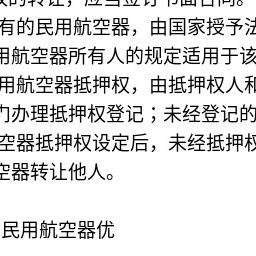 权的转让，应当签订书面合同。
有的民用航空器，由国家授予法
用航空器所有人的规定适用于该
用航空器抵押权，由抵押权人和
门办理抵押权登记；未经登记的
空器抵押权设定后，未经抵押权
空器转让他人。
民用航空器优